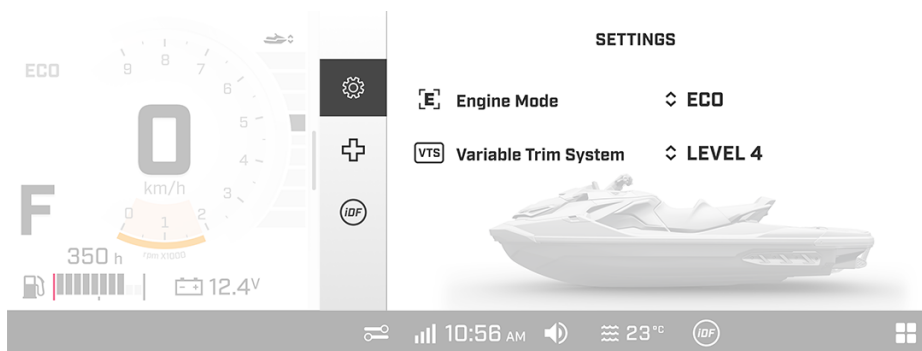 SETTINGS
ECO
9 8 7 6 5 4 3 2 1 0
0
km/h
F
rpm x1000
350 h
12.4V
E Engine Mode ECO
VTS Variable Trim System LEVEL 4
iDF
10:56 AM 23°C iDF